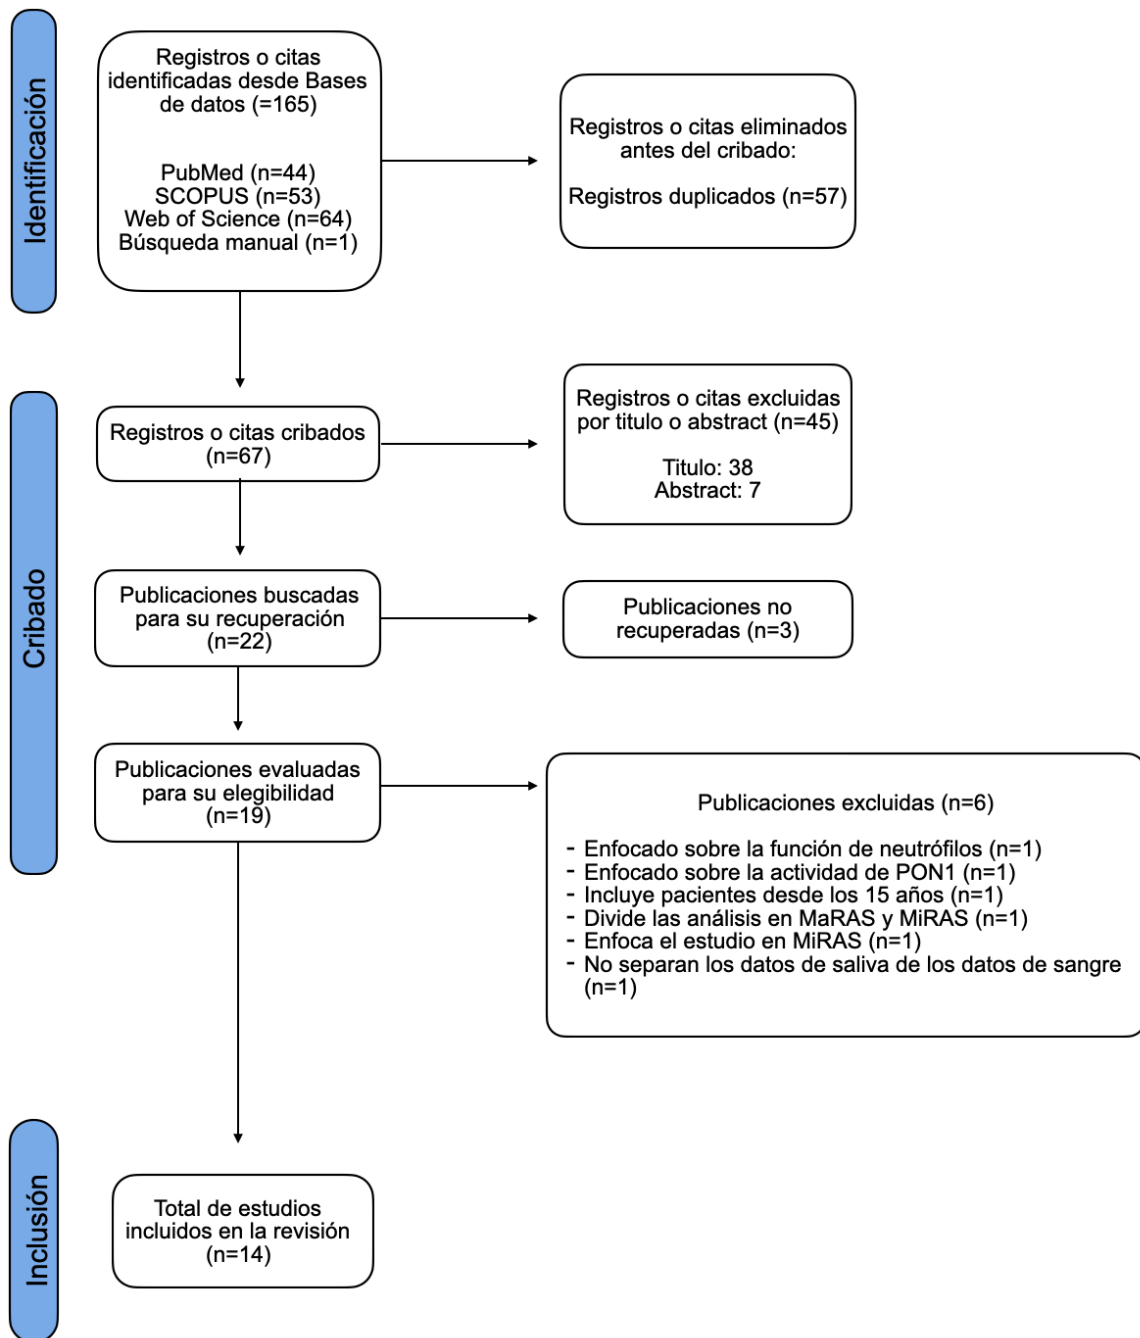 Identificación
Registros o citas
identificadas desde Bases
de datos (=165)
PubMed (n=44)
SCOPUS (n=53)
Web of Science (n=64)
Búsqueda manual (n=1)
Registros o citas eliminados
antes del cribado:
Registros duplicados (n=57)
Cribado
Registros o citas cribados
(n=67)
Registros o citas excluidas
por titulo o abstract (n=45)
Titulo: 38
Abstract: 7
Publicaciones buscadas
para su recuperación
(n=22)
Publicaciones no
recuperadas (n=3)
Publicaciones evaluadas
para su elegibilidad
(n=19)
Publicaciones excluidas (n=6)
- Enfocado sobre la función de neutrófilos (n=1)
- Enfocado sobre la actividad de PON1 (n=1)
- Incluye pacientes desde los 15 años (n=1)
- Divide las análisis en MaRAS y MiRAS (n=1)
- Enfoca el estudio en MiRAS (n=1)
- No separan los datos de saliva de los datos de sangre
(n=1)
Inclusión
Total de estudios
incluidos en la revisión
(n=14)